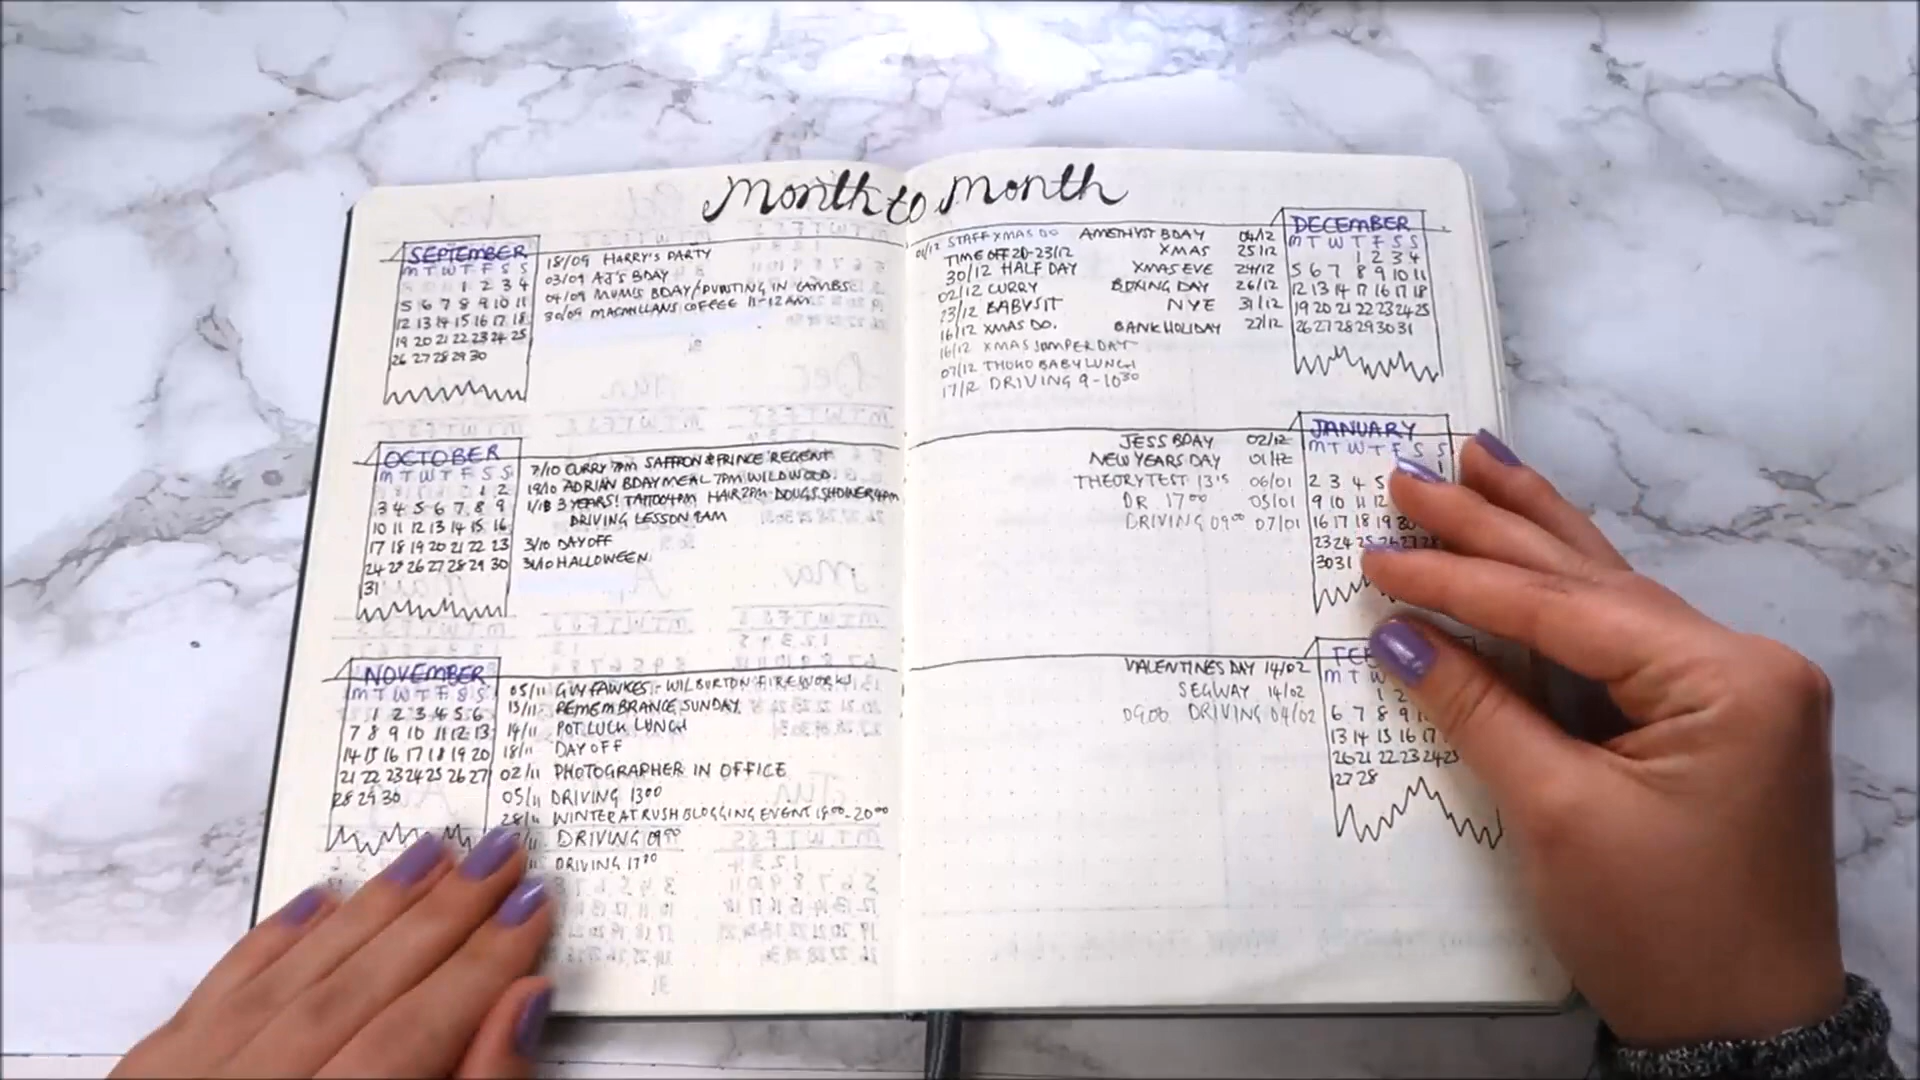 month to month
SEPTEMBER
M T W T F S S
1 2 3 4
5 6 7 8 9 10 11
12 13 14 15 16 17 18
19 20 21 22 23 24 25
26 27 28 29 30
18/09 HARRY'S PARTY
03/09 AJ'S BDAY
04/09 MUM'S BDAY/PUNTING IN CAMBS
30/09 MACMILLANS COFFEE 11-12AM
OCTOBER
M T W T F S S
1 2
3 4 5 6 7 8 9
10 11 12 13 14 15 16
17 18 19 20 21 22 23
24 25 26 27 28 29 30
31
7/10 CURRY 7PM SAFFRON & PRINCE REGENT
19/10 ADRIAN BDAY MEAL 7PM WILDWOOD.
3 YEARS! TATTOO 4PM HAIR 2PM DOUGS SHOWER 4PM
DRIVING LESSON 9AM
3/10 DAY OFF
31/10 HALLOWEEN
NOVEMBER
M T W T F S S
1 2 3 4 5 6
7 8 9 10 11 12 13
14 15 16 17 18 19 20
21 22 23 24 25 26 27
28 29 30
05/11 GUY FAWKES - WILBURTON FIREWORKS
13/11 REMEMBRANCE SUNDAY
14/11 POT LUCK LUNCH
18/11 DAY OFF
02/11 PHOTOGRAPHER IN OFFICE
05/11 DRIVING 1300
28/11 WINTER AT RUSH BLOGGING EVENT 1800-2000
DRIVING 0900
DRIVING 1700
01/12 STAFF XMAS DO
TIME OFF 20-23/12
30/12 HALF DAY
02/12 CURRY
23/12 BABYSIT
16/12 XMAS DO.
16/12 XMAS JUMPER DAY
07/12 THOKO BABY LUNCH
17/12 DRIVING 9-1030
AMETHYST BDAY 04/12
XMAS 25/12
XMAS EVE 24/12
BOXING DAY 26/12
NYE 31/12
BANK HOLIDAY 27/12
DECEMBER
M T W T F S S
1 2 3 4
5 6 7 8 9 10 11
12 13 14 17 16 17 18
19 20 21 22 23 24 25
26 27 28 29 30 31
JESS BDAY 02/12
NEW YEARS DAY 01/12
THEORY TEST 13'S 06/01
DR 1700 05/01
DRIVING 0900 07/01
JANUARY
M T W T F S S
1
2 3 4 5
9 10 11 12
16 17 18 19 20
23 24 25 26 27 28
30 31
VALENTINES DAY 14/02
SEGWAY 14/02
0900 DRIVING 04/02
M T W
1 2
6 7 8 9
13 14 15 16 17
26 21 22 23 24 25
27 28